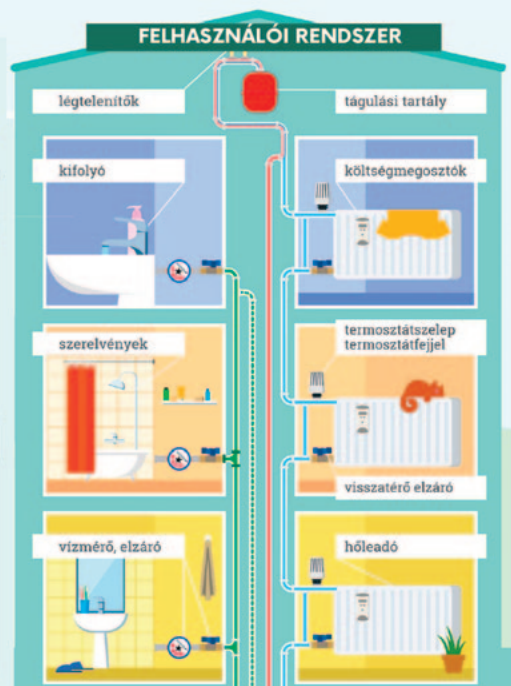 FELHASZNÁLÓI RENDSZER
légtelenítők
tágulási tartály
kifolyó
költségmegosztók
szerelvények
termosztátszelep
termosztátfejjel
visszatérő elzáró
vízmérő, elzáró
hőleadó